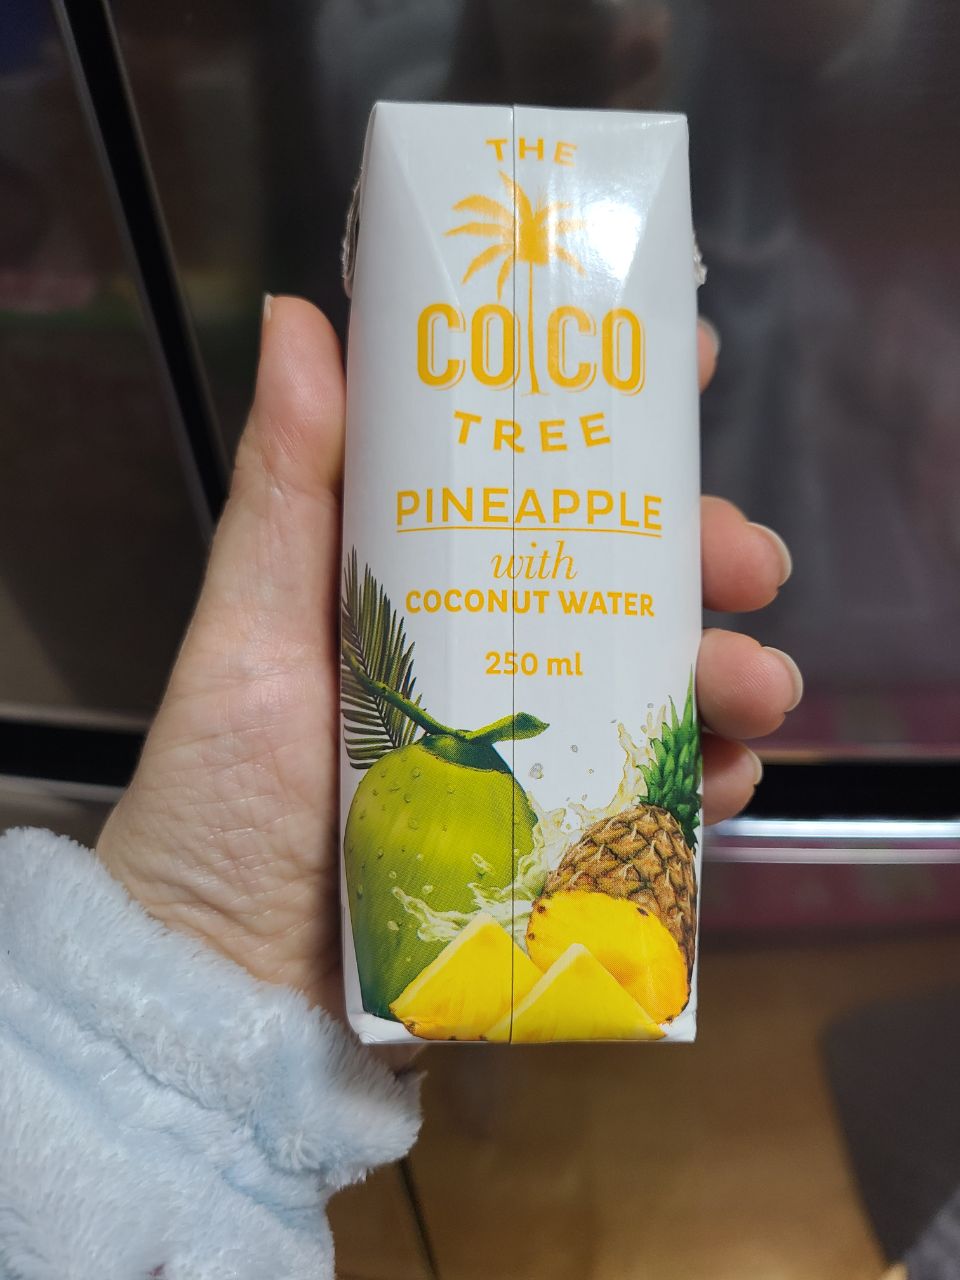 THE
COCO
TREE
PINEAPPLE
with
COCONUT WATER
250 ml